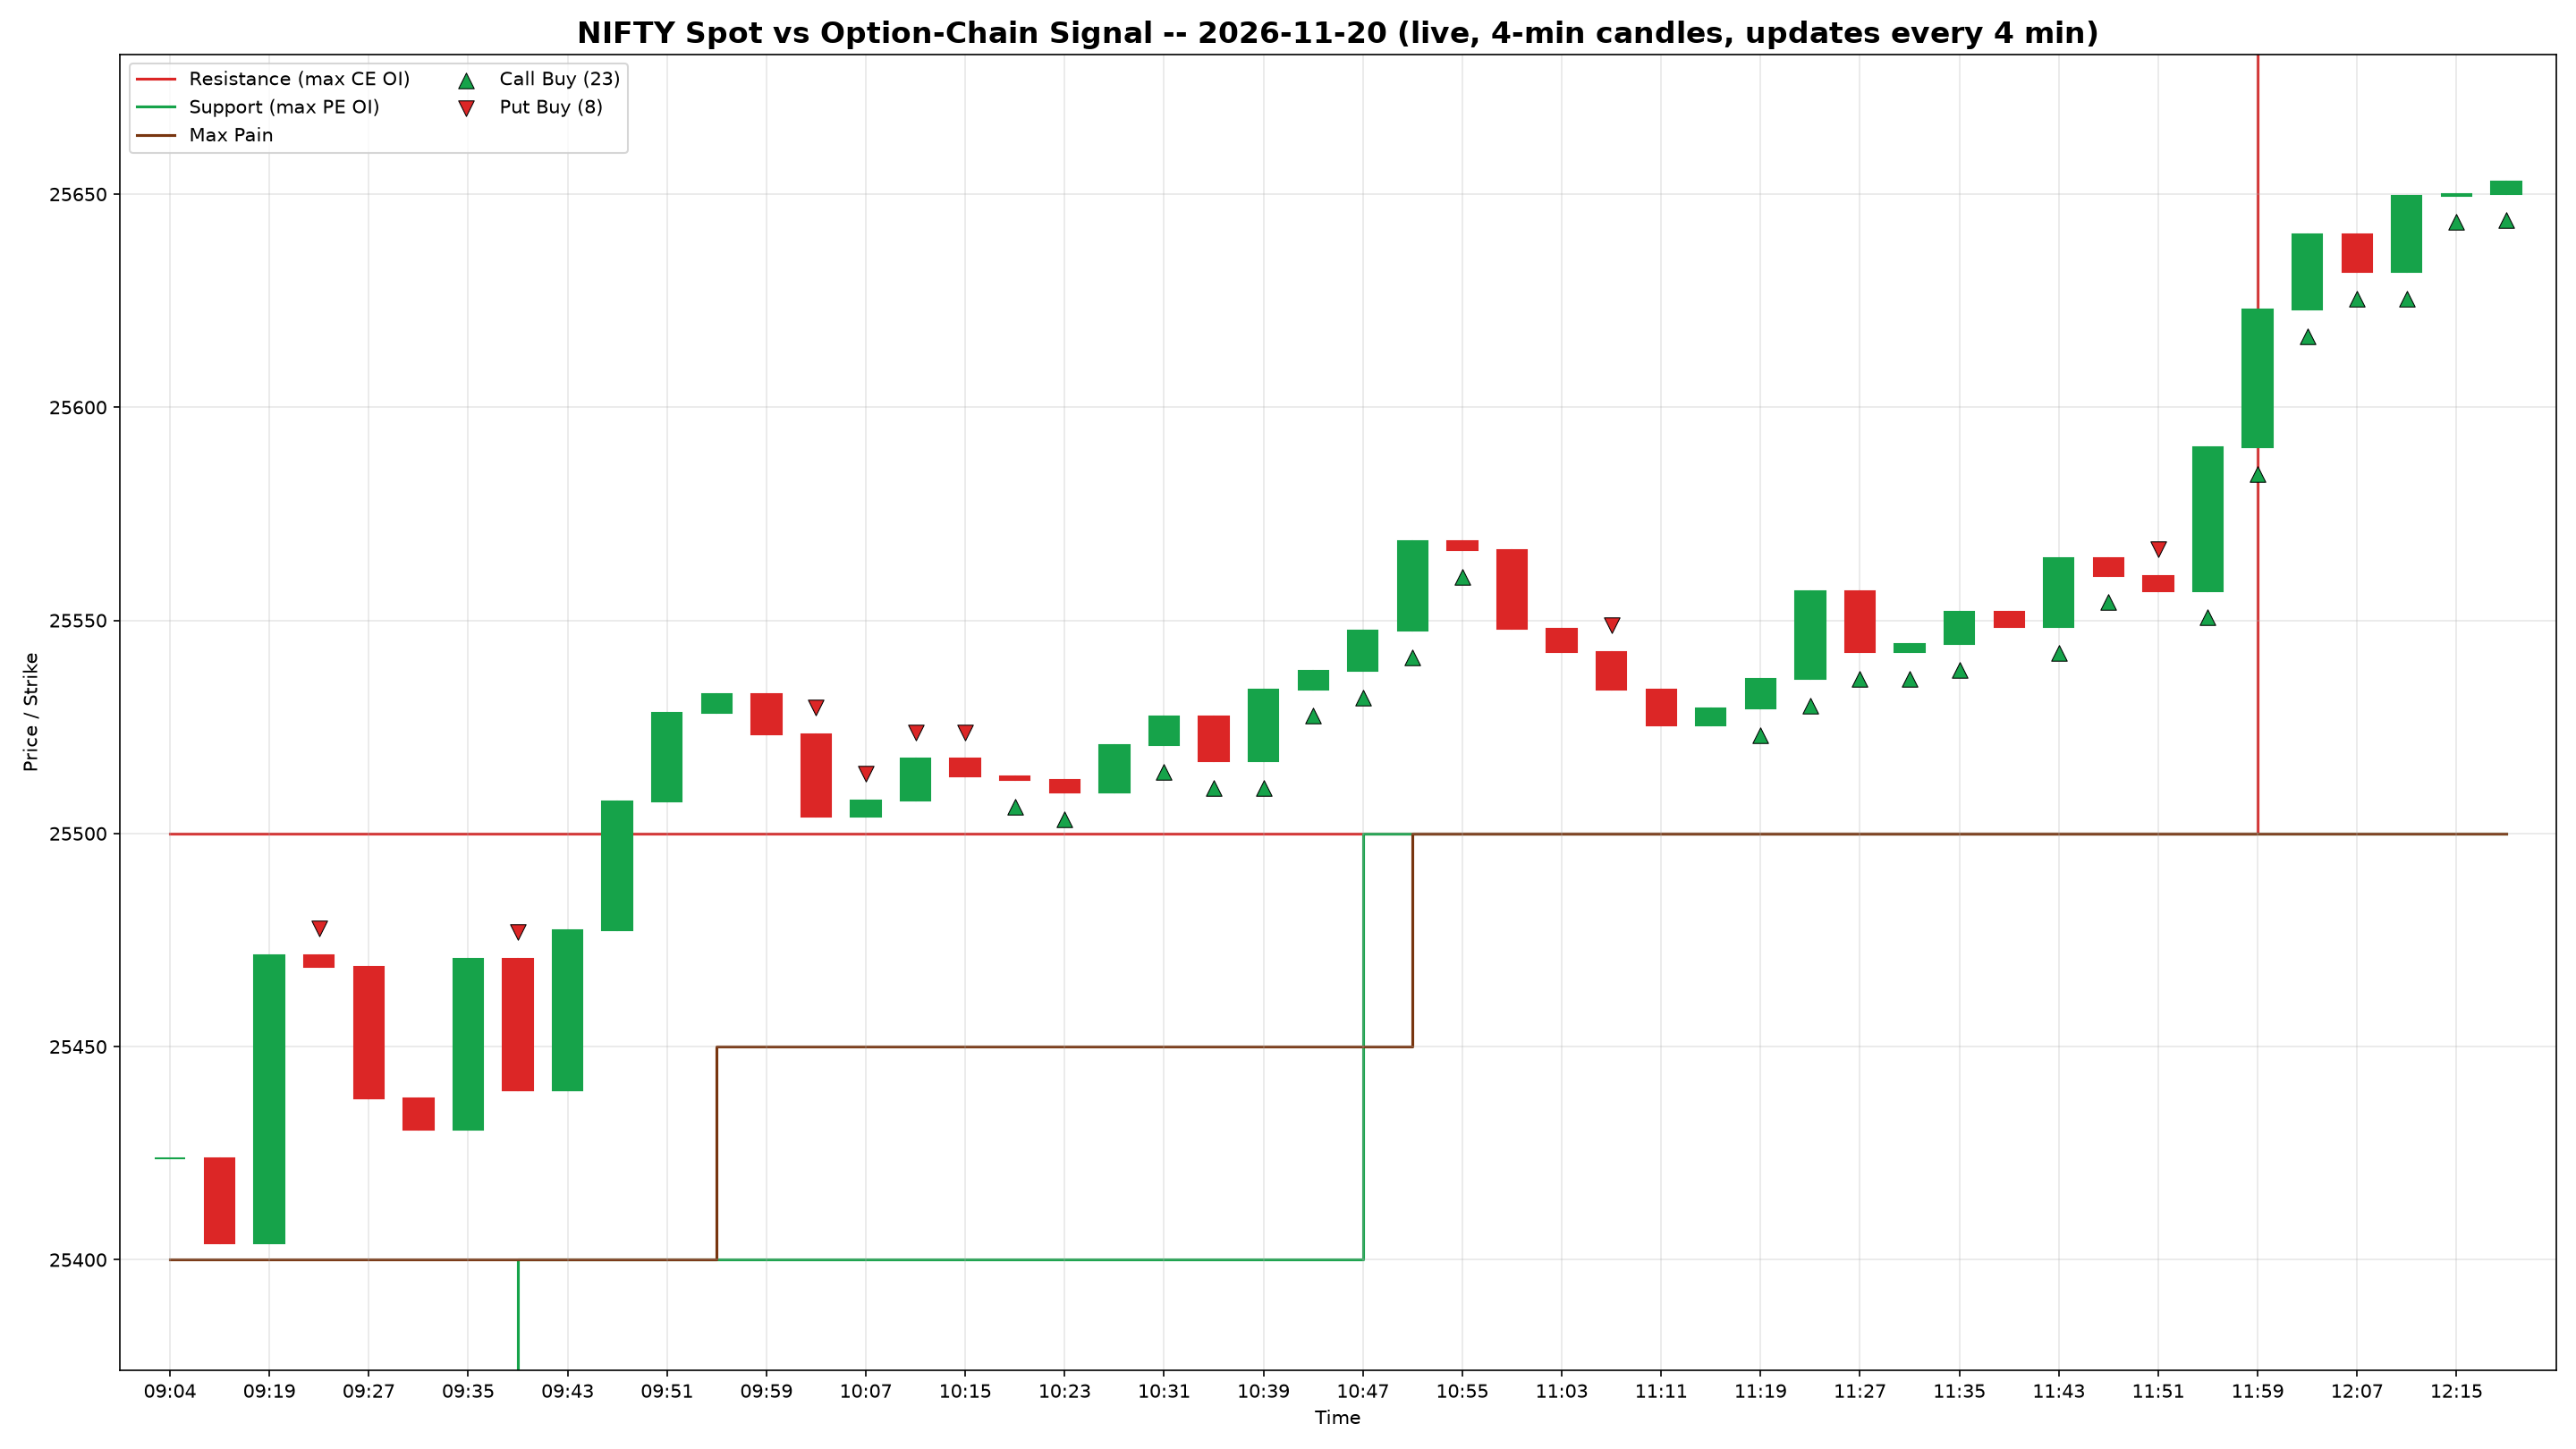 NIFTY Spot vs Option-Chain Signal -- 2026-11-20 (live, 4-min candles, updates every 4 min)
Resistance (max CE OI)
Support (max PE OI)
Max Pain
Call Buy (23)
Put Buy (8)
Price / Strike
25650
25600
25550
25500
25450
25400
09:04 09:19 09:27 09:35 09:43 09:51 09:59 10:07 10:15 10:23 10:31 10:39 10:47 10:55 11:03 11:11 11:19 11:27 11:35 11:43 11:51 11:59 12:07 12:15
Time